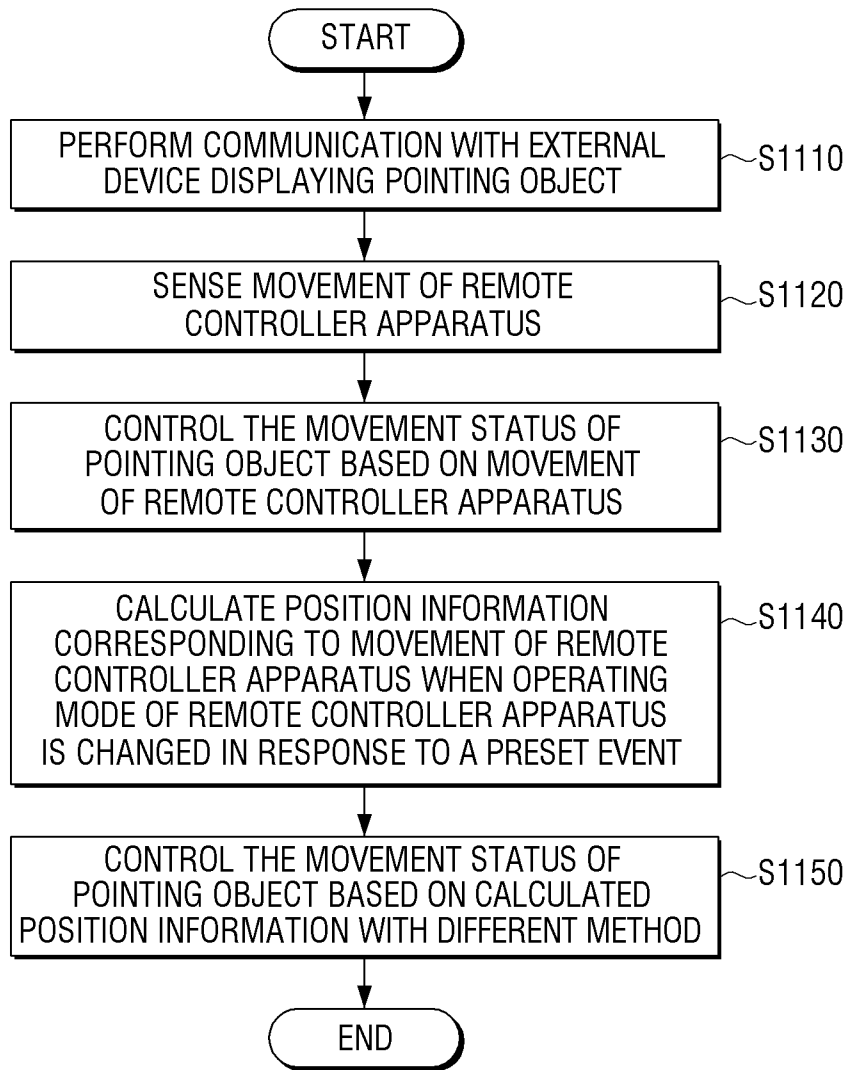 START
PERFORM COMMUNICATION WITH EXTERNAL
DEVICE DISPLAYING POINTING OBJECT
S1110
SENSE MOVEMENT OF REMOTE
CONTROLLER APPARATUS
S1120
CONTROL THE MOVEMENT STATUS OF
POINTING OBJECT BASED ON MOVEMENT
OF REMOTE CONTROLLER APPARATUS
S1130
CALCULATE POSITION INFORMATION
CORRESPONDING TO MOVEMENT OF REMOTE
CONTROLLER APPARATUS WHEN OPERATING
MODE OF REMOTE CONTROLLER APPARATUS
IS CHANGED IN RESPONSE TO A PRESET EVENT
S1140
CONTROL THE MOVEMENT STATUS OF
POINTING OBJECT BASED ON CALCULATED
POSITION INFORMATION WITH DIFFERENT METHOD
S1150
END